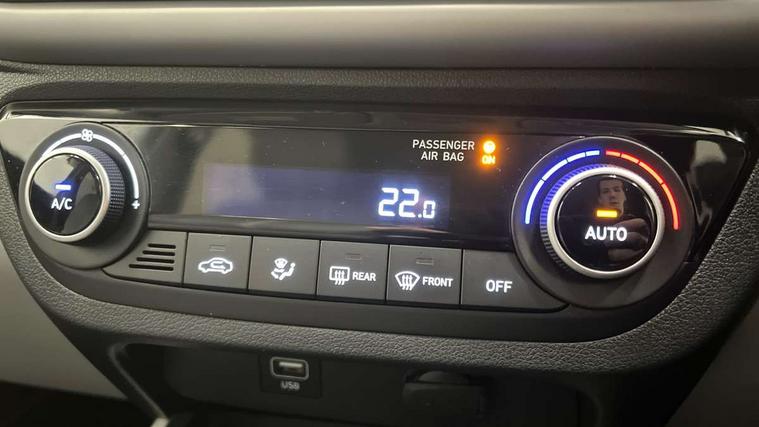 PASSENGER
AIR BAG
ON
22.0
A/C
+
AUTO
REAR
FRONT
OFF
USB